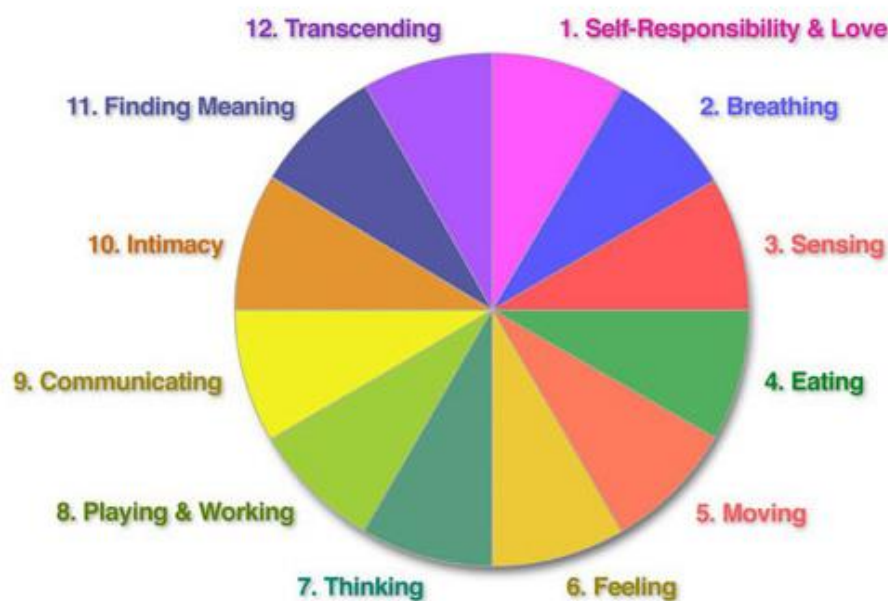 1. Self-Responsibility & Love
2. Breathing
3. Sensing
4. Eating
5. Moving
6. Feeling
7. Thinking
8. Playing & Working
9. Communicating
10. Intimacy
11. Finding Meaning
12. Transcending